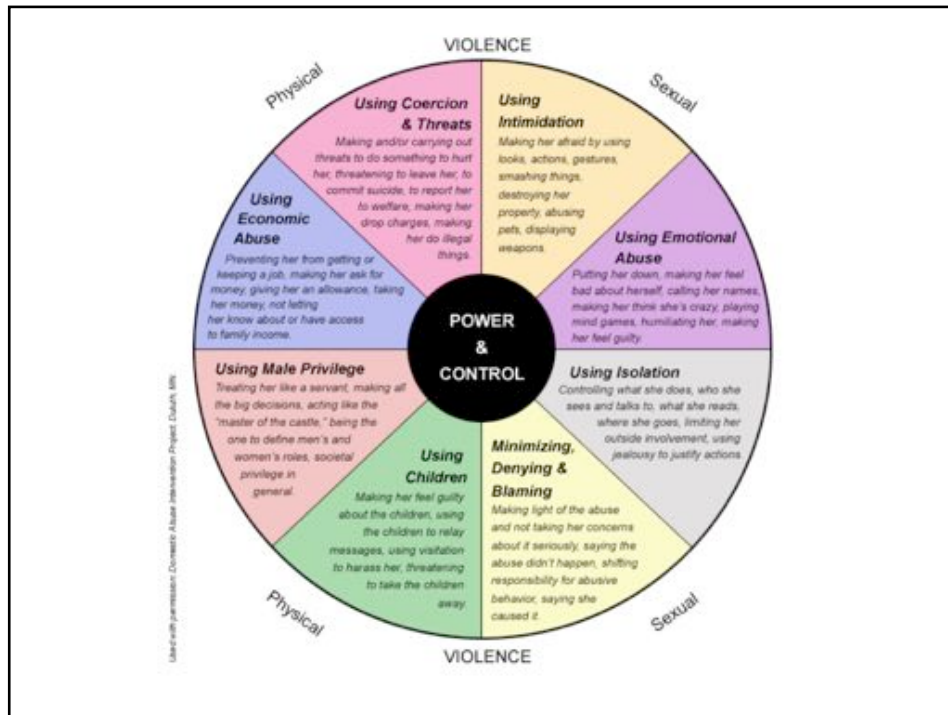 VIOLENCE
Physical
Sexual
Using Coercion
& Threats
Making and/or carrying out
threats to do something to hurt
her, threatening to leave her, to
commit suicide, to report her
to welfare, making her
drop charges, making
her do illegal
things.
Using
Intimidation
Making her afraid by using
looks, actions, gestures,
smashing things,
destroying her
property, abusing
pets, displaying
weapons.
Using Emotional
Abuse
Putting her down, making her feel
bad about herself, calling her names,
making her think she's crazy, playing
mind games, humiliating her, making
her feel guilty.
Using Isolation
Controlling what she does, who she
sees and talks to, what she reads,
where she goes, limiting her
outside involvement, using
jealousy to justify actions.
Minimizing,
Denying &
Blaming
Making light of the abuse
and not taking her concerns
about it seriously, saying the
abuse didn't happen, shifting
responsibility for abusive
behavior, saying she
caused it.
Using
Children
Making her feel guilty
about the children, using
the children to relay
messages, using visitation
to harass her, threatening
to take the children
away.
Using Male Privilege
Treating her like a servant, making all
the big decisions, acting like the
"master of the castle," being the
one to define men's and
women's roles, societal
privilege in
general.
Using
Economic
Abuse
Preventing her from getting or
keeping a job, making her ask for
money, giving her an allowance, taking
her money, not letting
her know about or have access
to family income.
POWER
&
CONTROL
Physical
Sexual
VIOLENCE
Used with permission: Domestic Abuse Intervention Project, Duluth, MN.